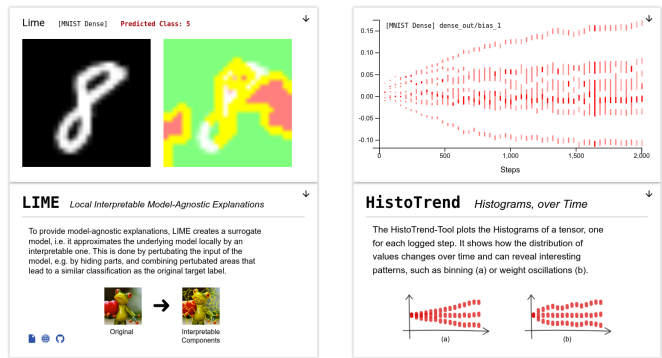 Lime [MNIST Dense] Predicted Class: 5
LIME Local Interpretable Model-Agnostic Explanations
To provide model-agnostic explanations, LIME creates a surrogate
model, i.e. it approximates the underlying model locally by an
interpretable one. This is done by pertubating the input of the
model, e.g. by hiding parts, and combining pertubated areas that
lead to a similar classification as the original target label.
Original
Interpretable
Components
[MNIST Dense] dense_out/bias_1
0.15
0.10
0.05
-0.00
-0.05
-0.10
0 500 1,000 1,500 2,000
Steps
HistoTrend Histograms, over Time
The HistoTrend-Tool plots the Histograms of a tensor, one
for each logged step. It shows how the distribution of
values changes over time and can reveal interesting
patterns, such as binning (a) or weight oscillations (b).
(a) (b)